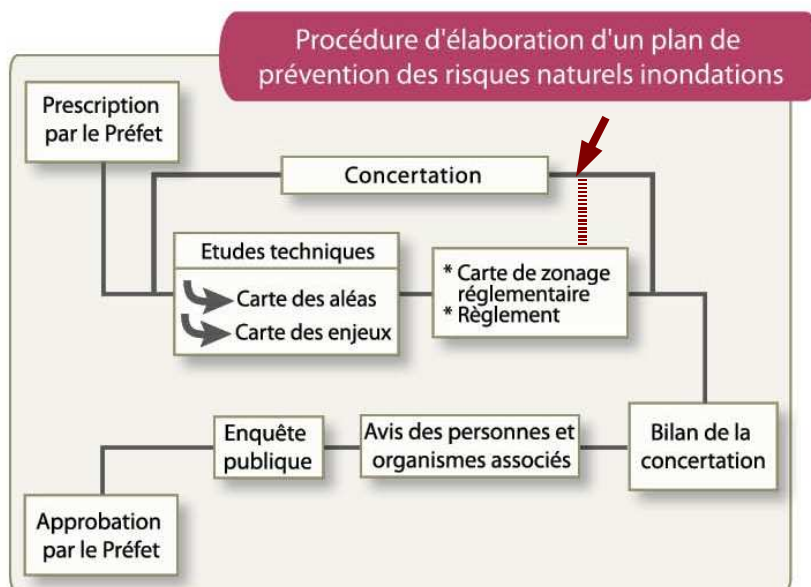 Procédure d'élaboration d'un plan de
prévention des risques naturels inondations
Prescription
par le Préfet
Concertation
Etudes techniques
Carte des aléas
Carte des enjeux
* Carte de zonage
réglementaire
* Règlement
Bilan de la
concertation
Avis des personnes et
organismes associés
Enquête
publique
Approbation
par le Préfet